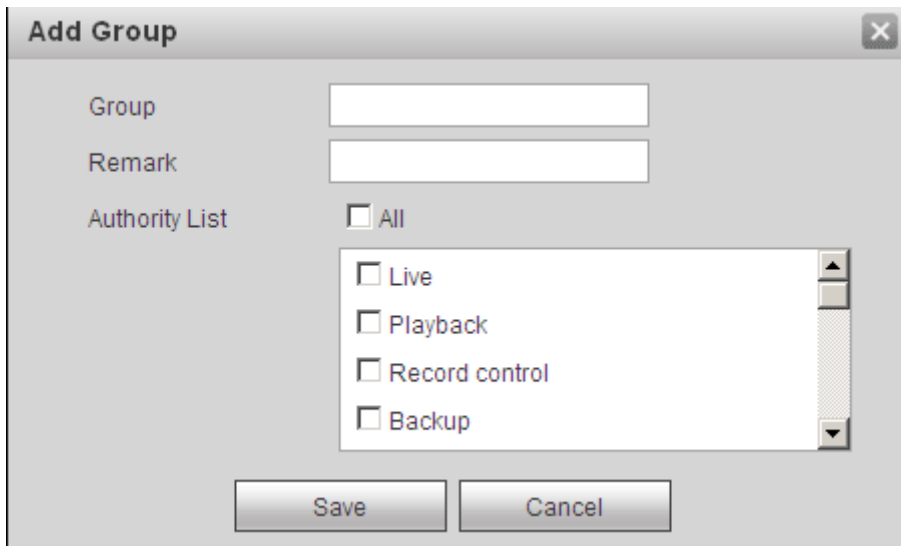 Add Group
Group
Remark
Authority List All
Live
Playback
Record control
Backup
Save Cancel